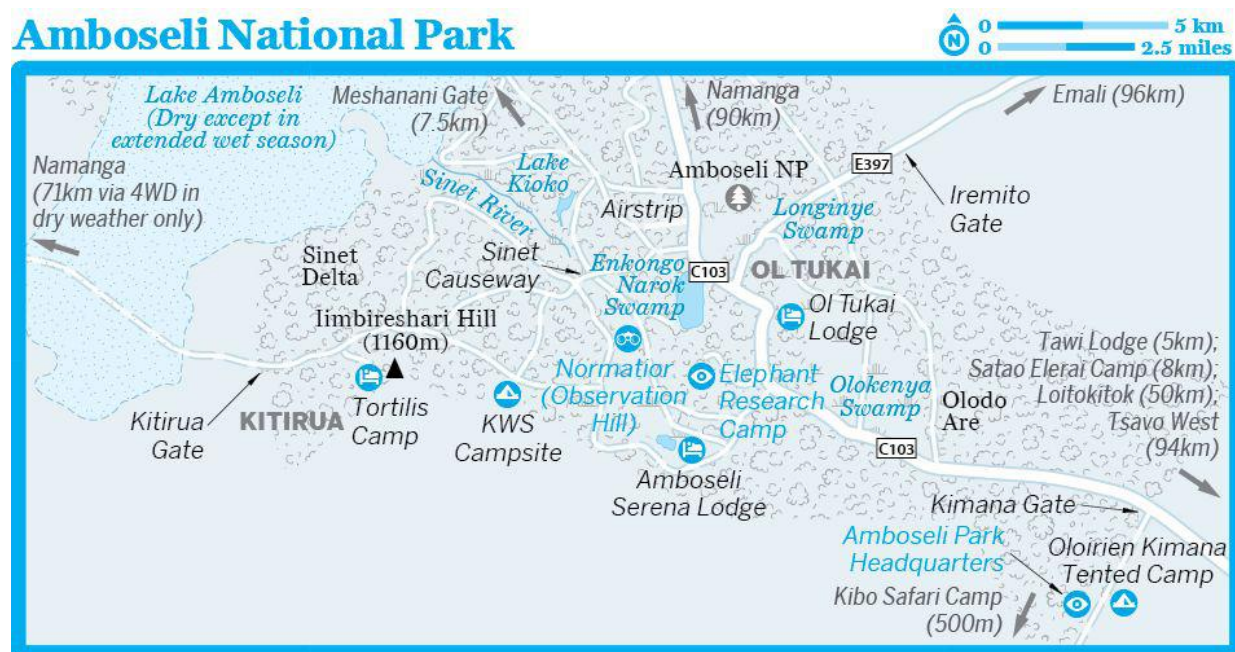 Amboseli National Park
N
0 5 km
0 2.5 miles
Lake Amboseli
(Dry except in
extended wet season)
Meshanani Gate
(7.5km)
Namanga
(90km)
Emali (96km)
Namanga
(71km via 4WD in
dry weather only)
Lake
Kioko
Sinet River
Amboseli NP
E397
Iremito
Gate
Airstrip
Longinye
Swamp
Sinet
Delta
Sinet
Causeway
Enkongo
Narok
Swamp
C103
OL TUKAI
Ol Tukai
Lodge
Iimbireshari Hill
(1160m)
Tawi Lodge (5km);
Satao Elerai Camp (8km);
Loitokitok (50km);
Tsavo West
(94km)
Normatior
(Observation
Hill)
Elephant
Research
Camp
Olokenya
Swamp
Olodo
Are
Kitirua
Gate
KITIRUA
Tortilis
Camp
KWS
Campsite
C103
Amboseli
Serena Lodge
Kimana Gate
Amboseli Park
Headquarters
Oloirien Kimana
Tented Camp
Kibo Safari Camp
(500m)